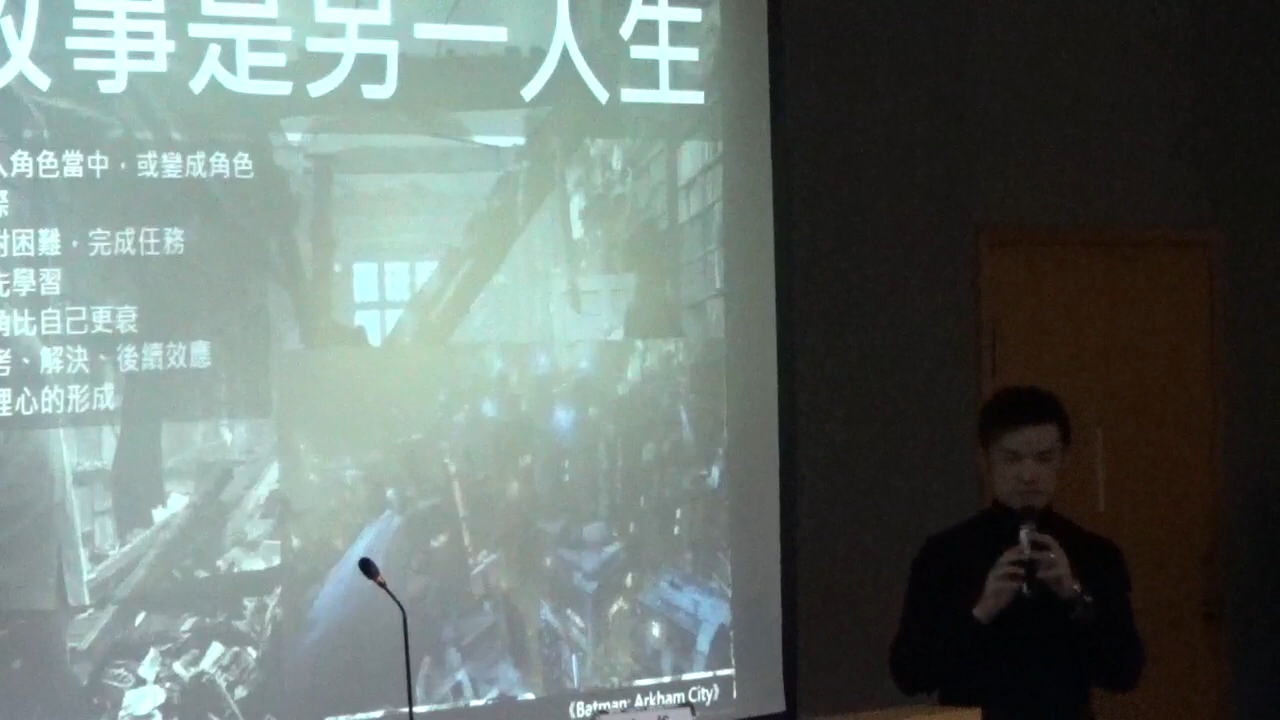 故事是另一人生
入角色當中，或變成角色
際
對困難，完成任務
先學習
角比自己更衰
考、解決、後續效應
理心的形成
《Batman: Arkham City》